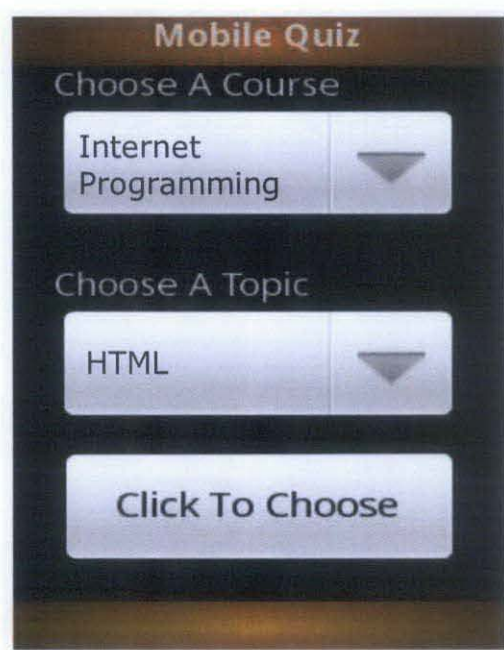 Mobile Quiz
Choose A Course
Internet
Programming
Choose A Topic
HTML
Click To Choose